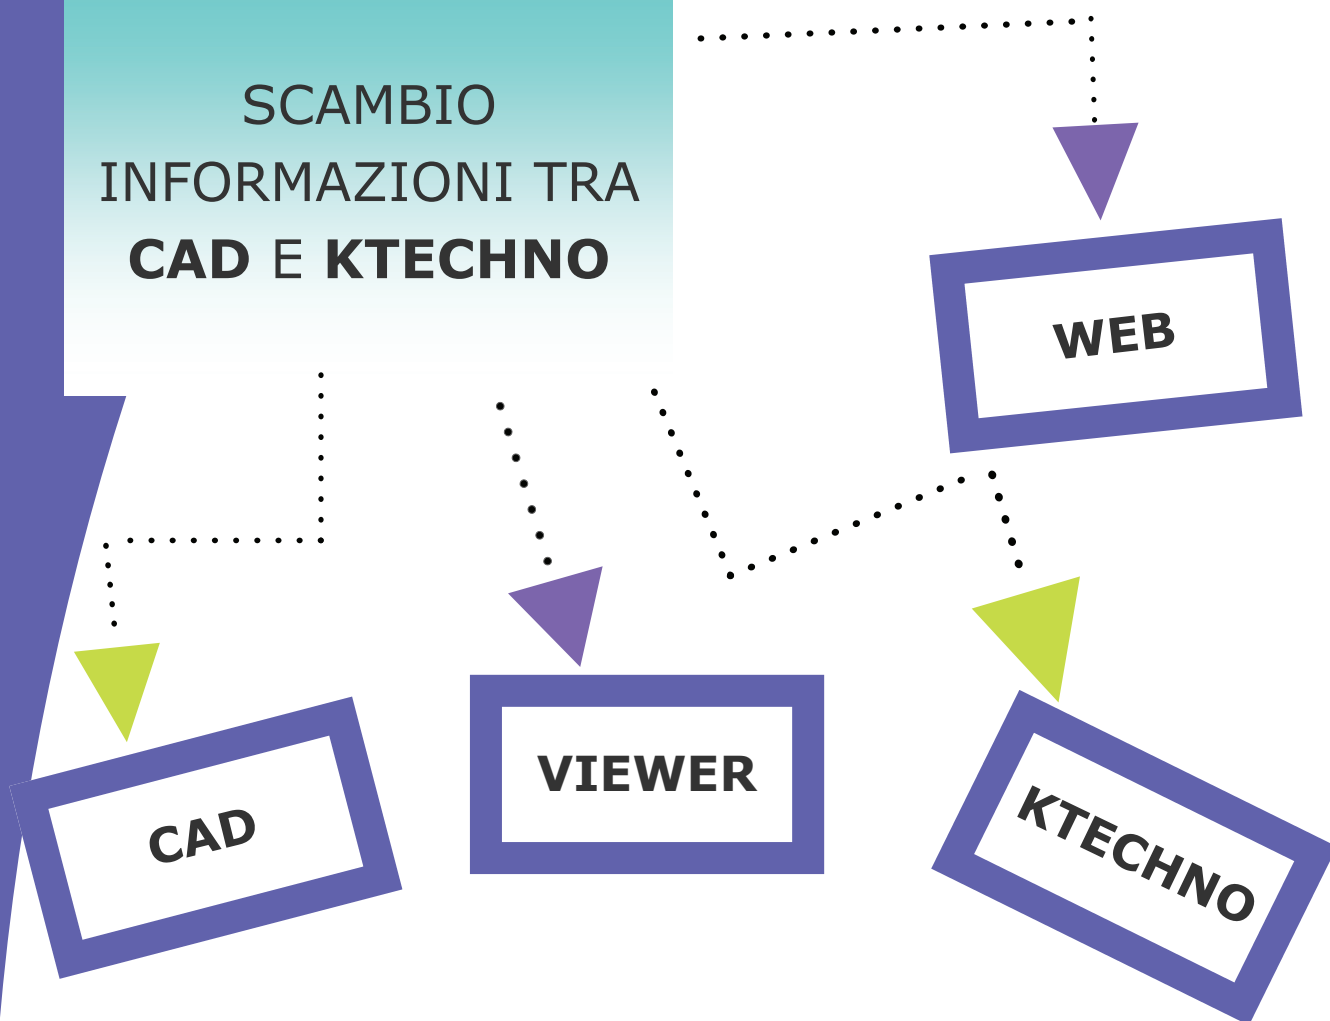 SCAMBIO
INFORMAZIONI TRA
CAD E KTECHNO
WEB
CAD
VIEWER
KTECHNO